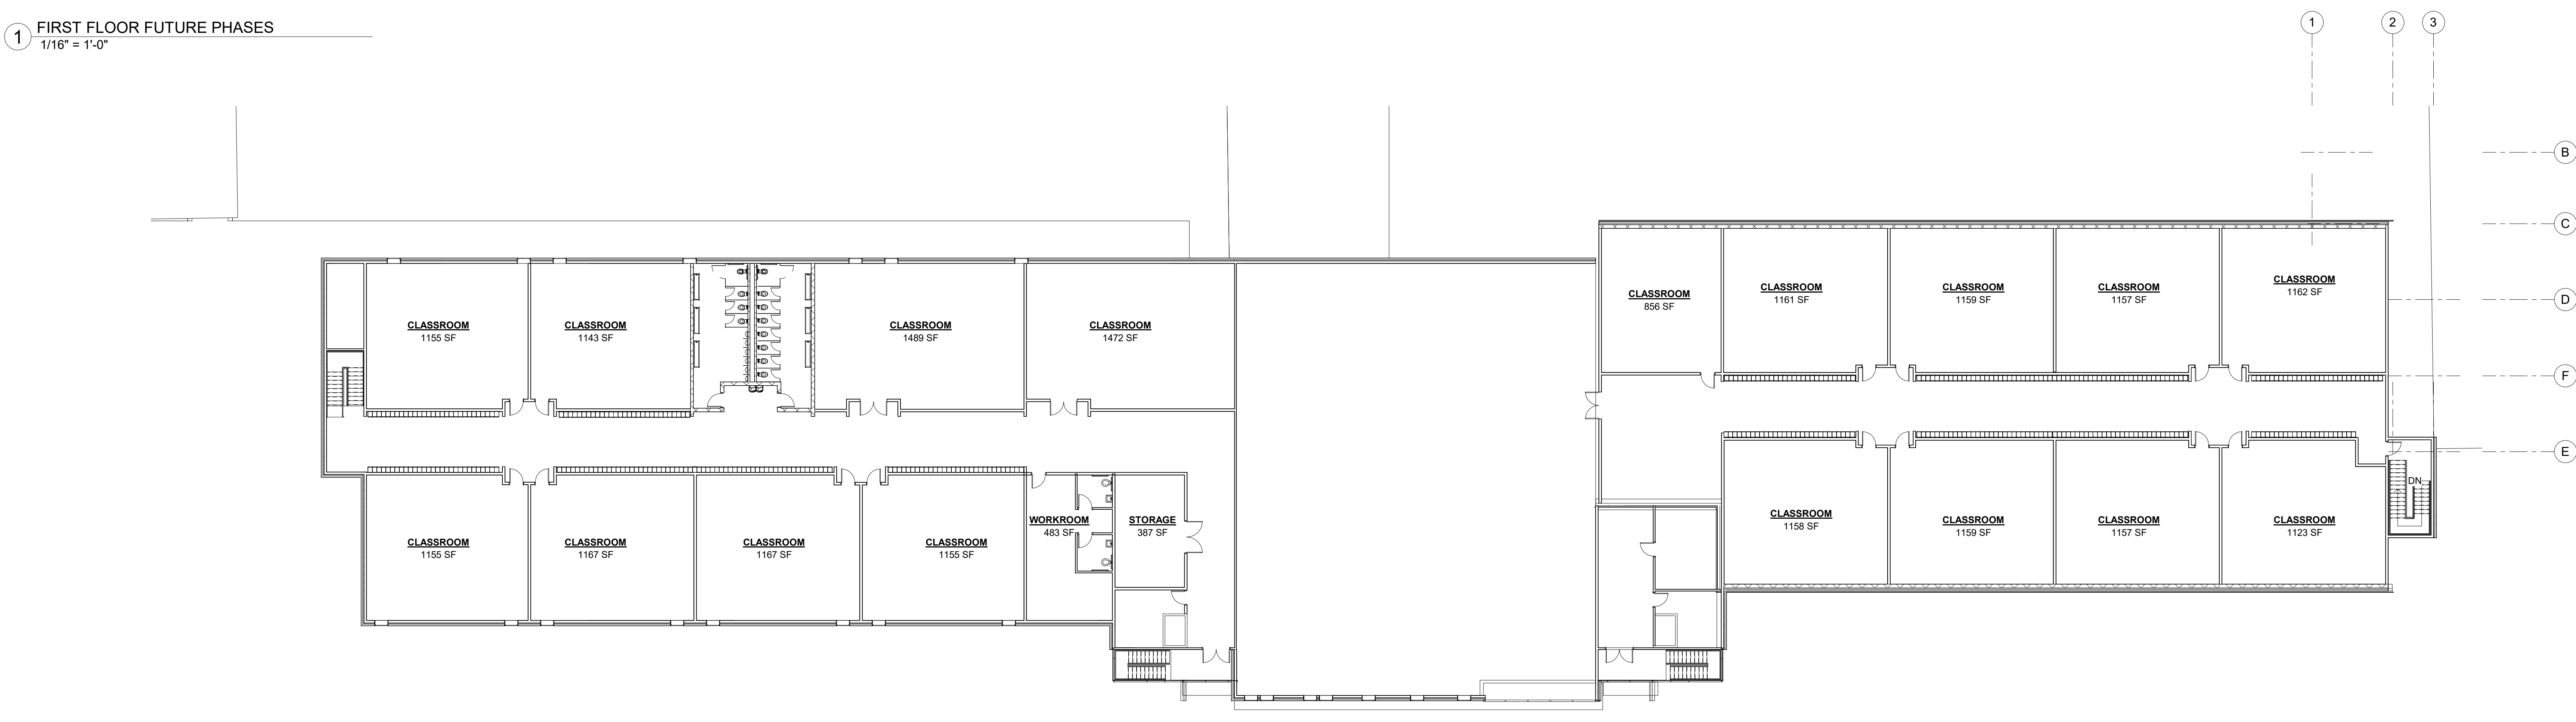 1
FIRST FLOOR FUTURE PHASES
1/16" = 1'-0"
1
2
3
B
C
D
F
E
CLASSROOM
1155 SF
CLASSROOM
1143 SF
CLASSROOM
1489 SF
CLASSROOM
1472 SF
CLASSROOM
856 SF
CLASSROOM
1161 SF
CLASSROOM
1159 SF
CLASSROOM
1157 SF
CLASSROOM
1162 SF
CLASSROOM
1155 SF
CLASSROOM
1167 SF
CLASSROOM
1167 SF
CLASSROOM
1155 SF
WORKROOM
483 SF
STORAGE
387 SF
CLASSROOM
1158 SF
CLASSROOM
1159 SF
CLASSROOM
1157 SF
CLASSROOM
1123 SF
DN